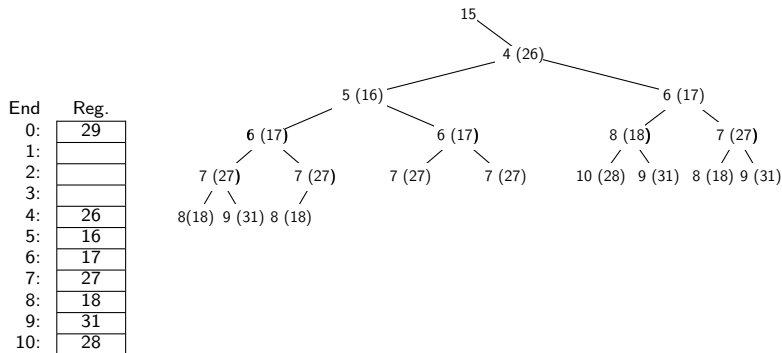 15
4 (26)
5 (16) 6 (17)
End Reg.
0: 29 6 (17) 6 (17) 8 (18) 7 (27)
1:
2: 7 (27) 7 (27) 7 (27) 7 (27) 10 (28) 9 (31) 8 (18) 9 (31)
3:
4: 26 8(18) 9 (31) 8 (18)
5: 16
6: 17
7: 27
8: 18
9: 31
10: 28